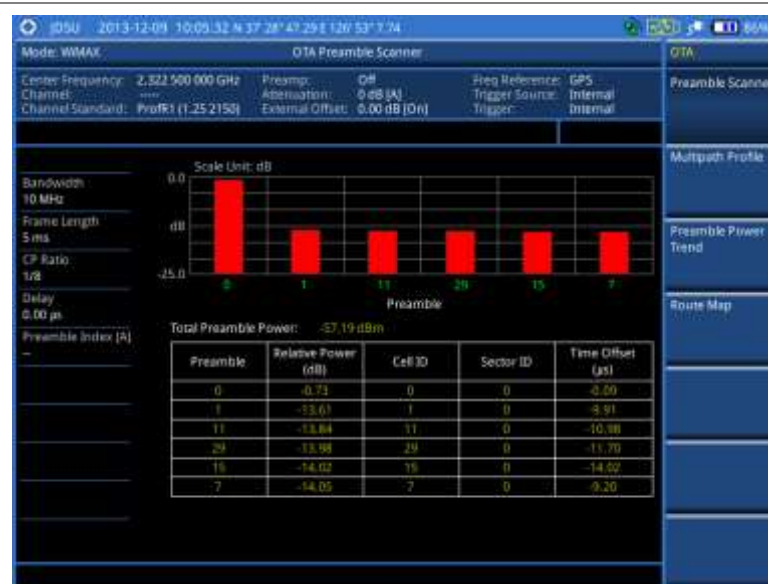 JDSU 2013-12-09 10:05:32 N 37° 28' 47.29 E 126° 53' 7.74 86%
Mode: WiMAX OTA Preamble Scanner OTA
Center Frequency: 2.322 500 000 GHz Preamp: Off Freq Reference: GPS
Channel: ----- Attenuation: 0 dB [A] Trigger Source: Internal
Channel Standard: ProfR1 (1.25.2150) External Offset: 0.00 dB [On] Trigger: Internal
Preamble Scanne
Multipath Profile
Preamble Power
Trend
Route Map
Bandwidth
10 MHz
Frame Length
5 ms
CP Ratio
1/8
Delay
0.00 µs
Preamble Index [A]
--
Scale Unit: dB
0.0
dB
-25.0
0 1 11 29 15 7
Preamble
Total Preamble Power: -57.19 dBm
Preamble Relative Power (dB) Cell ID Sector ID Time Offset (µs)
0 -0.73 0 0 -0.09
1 -13.61 1 0 -9.91
11 -13.84 11 0 -10.98
29 -13.98 29 0 -11.70
15 -14.02 15 0 -14.02
7 -14.05 7 0 -9.20